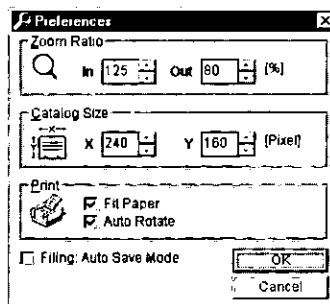 Preferences
Zoom Ratio
In 125 Out 80 [%]
Catalog Size
X 240 Y 160 [Pixel]
Print
Fit Paper
Auto Rotate
Filing: Auto Save Mode
OK
Cancel